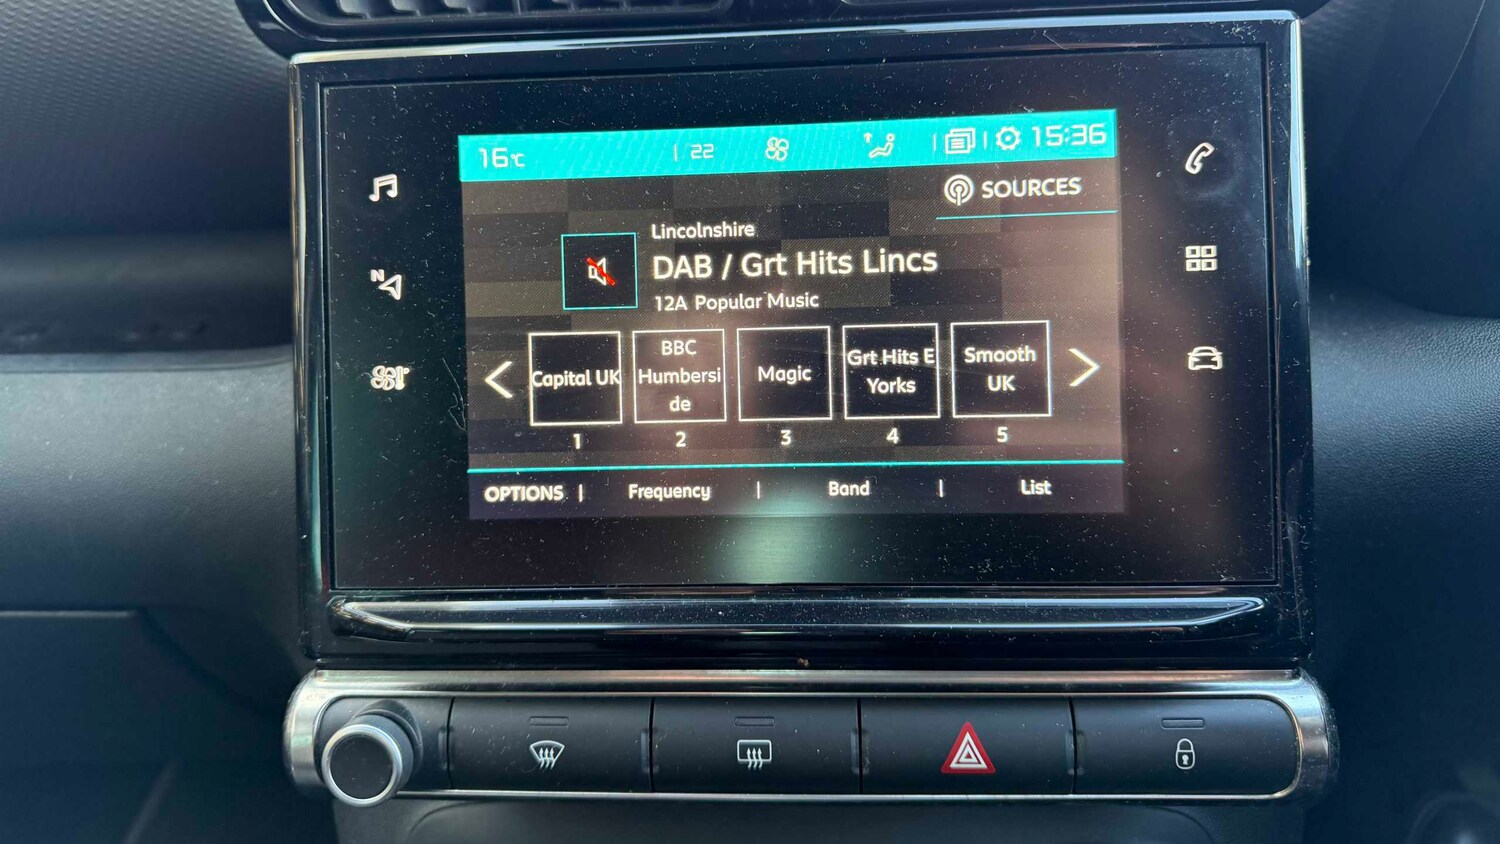 16°C | 22 | | 15:36
SOURCES
Lincolnshire
DAB / Grt Hits Lincs
12A Popular Music
N
Capital UK
BBC
Humbersi
de
Magic
Grt Hits E
Yorks
Smooth
UK
1 2 3 4 5
OPTIONS | Frequency | Band | List